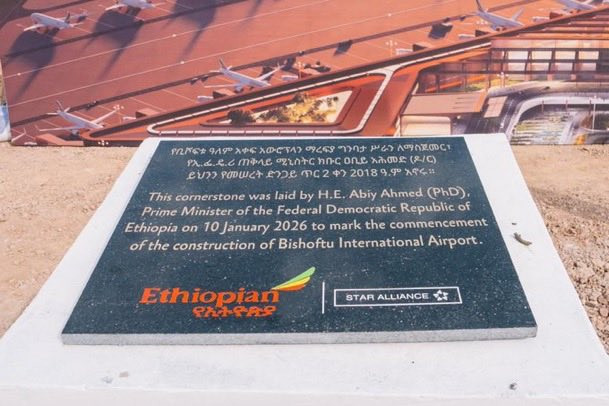 የቢሾፍቱ ዓለም አቀፍ አውሮፕላን ማረፊያ ግንባታ ሥራን ለማስጀመር፣
የኢ.ፌ.ዴ.ሪ ጠቅላይ ሚኒስትር ክቡር ዐቢይ አሕመድ (ዶ/ር)
ይህንን የመሠረት ድንጋይ ጥር 2 ቀን 2018 ዓ.ም አኖሩ።
This cornerstone was laid by H.E. Abiy Ahmed (PhD),
Prime Minister of the Federal Democratic Republic of
Ethiopia on 10 January 2026 to mark the commencement
of the construction of Bishoftu International Airport.
Ethiopian
የኢትዮጵያ
STAR ALLIANCE